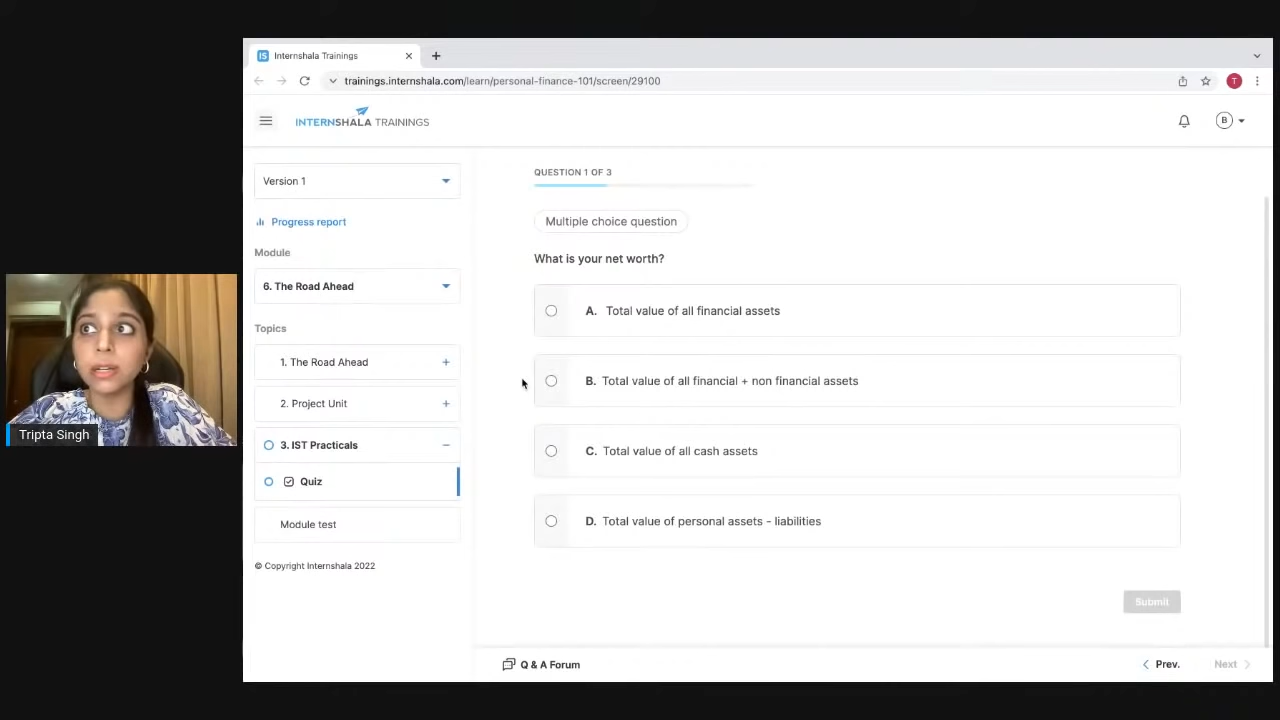 Internshala Trainings
trainings.internshala.com/learn/personal-finance-101/screen/29100
T
INTERNSHALA TRAININGS
B
Version 1
Progress report
Module
6. The Road Ahead
Topics
1. The Road Ahead
2. Project Unit
3. IST Practicals
Quiz
Module test
© Copyright Internshala 2022
QUESTION 1 OF 3
Multiple choice question
What is your net worth?
A. Total value of all financial assets
B. Total value of all financial + non financial assets
C. Total value of all cash assets
D. Total value of personal assets - liabilities
Submit
Q & A Forum
Prev.
Next
Tripta Singh